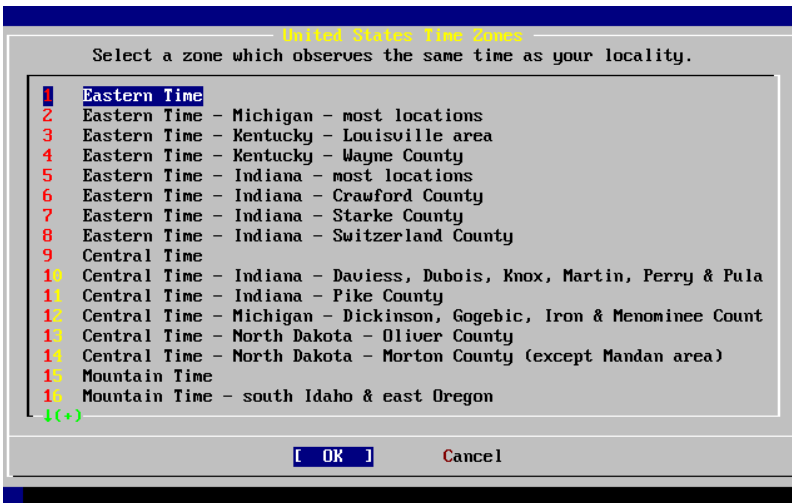 United States Time Zones
Select a zone which observes the same time as your locality.
1 Eastern Time
2 Eastern Time - Michigan - most locations
3 Eastern Time - Kentucky - Louisville area
4 Eastern Time - Kentucky - Wayne County
5 Eastern Time - Indiana - most locations
6 Eastern Time - Indiana - Crawford County
7 Eastern Time - Indiana - Starke County
8 Eastern Time - Indiana - Switzerland County
9 Central Time
10 Central Time - Indiana - Daviess, Dubois, Knox, Martin, Perry & Pula
11 Central Time - Indiana - Pike County
12 Central Time - Michigan - Dickinson, Gogebic, Iron & Menominee Count
13 Central Time - North Dakota - Oliver County
14 Central Time - North Dakota - Morton County (except Mandan area)
15 Mountain Time
16 Mountain Time - south Idaho & east Oregon
↓(+)
[ OK ] Cancel